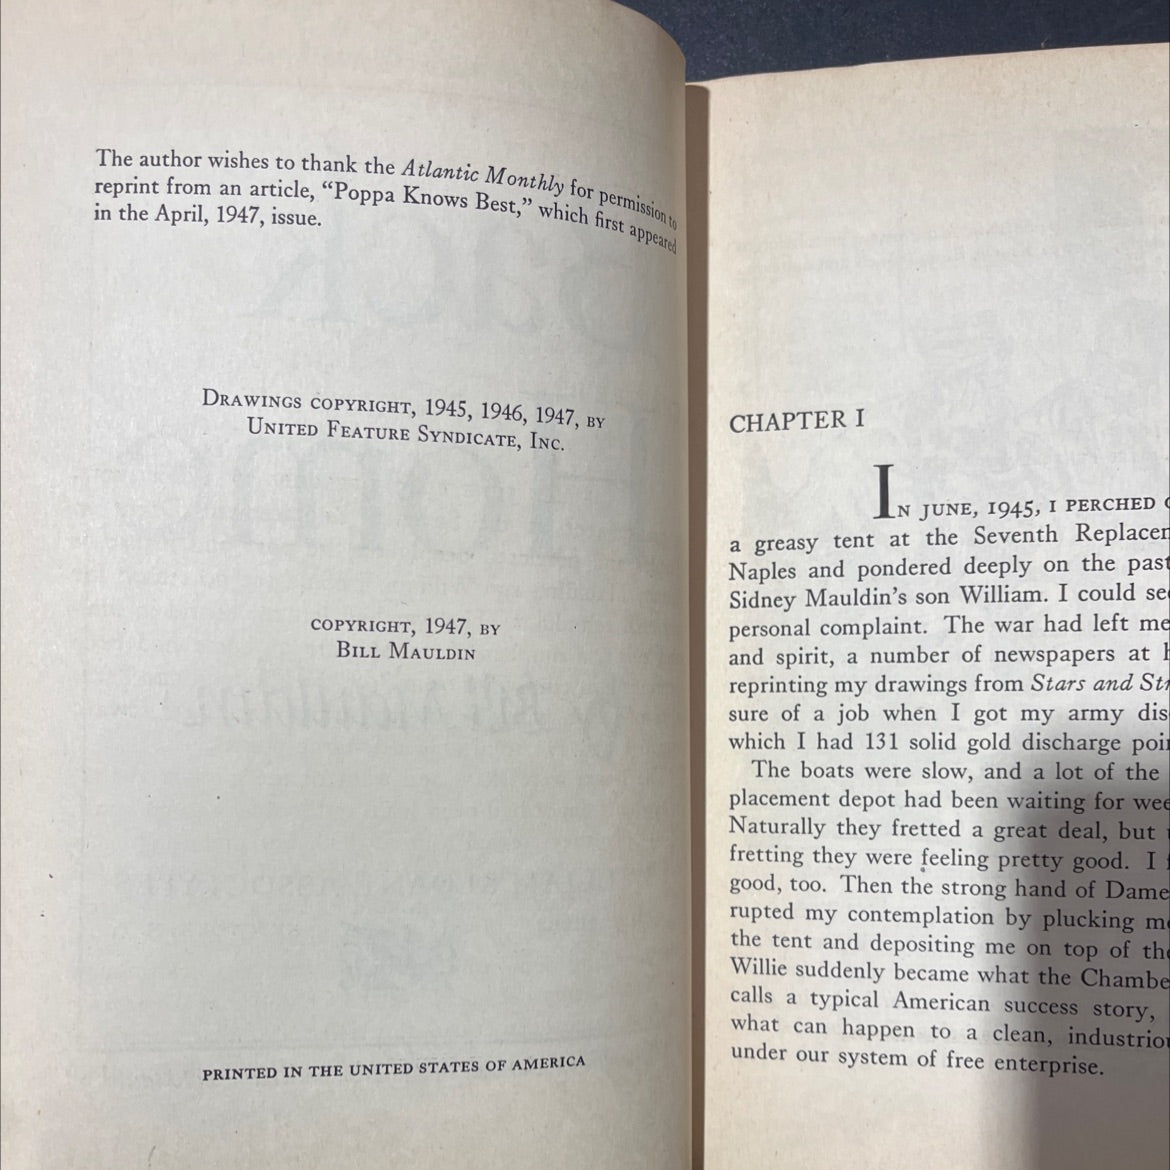 The author wishes to thank the Atlantic Monthly for permission to
reprint from an article, “Poppa Knows Best,” which first appeared
in the April, 1947, issue.
DRAWINGS COPYRIGHT, 1945, 1946, 1947, BY
UNITED FEATURE SYNDICATE, INC.
COPYRIGHT, 1947, BY
BILL MAULDIN
PRINTED IN THE UNITED STATES OF AMERICA
CHAPTER I
IN JUNE, 1945, I PERCHED
a greasy tent at the Seventh
Naples and pondered deeply on the past
Sidney Mauldin’s son William. I could
personal complaint. The war had left me
and spirit, a number of newspapers at
reprinting my drawings from Stars and
sure of a job when I got my army
which I had 131 solid gold discharge
The boats were slow, and a lot of the
placement depot had been waiting for
Naturally they fretted a great deal, but
fretting they were feeling pretty good. I
good, too. Then the strong hand of Dame
rupted my contemplation by plucking
the tent and depositing me on top of
Willie suddenly became what the
calls a typical American success story,
what can happen to a clean,
under our system of free enterprise.